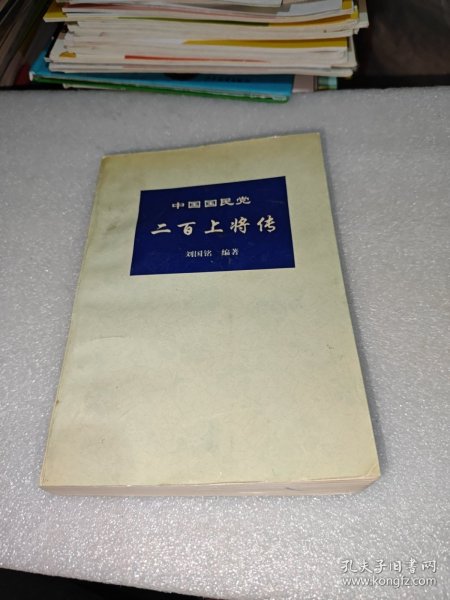 中国国民党
二百上将传
刘国铭 编著
孔夫子旧书网
www.kongfz.com